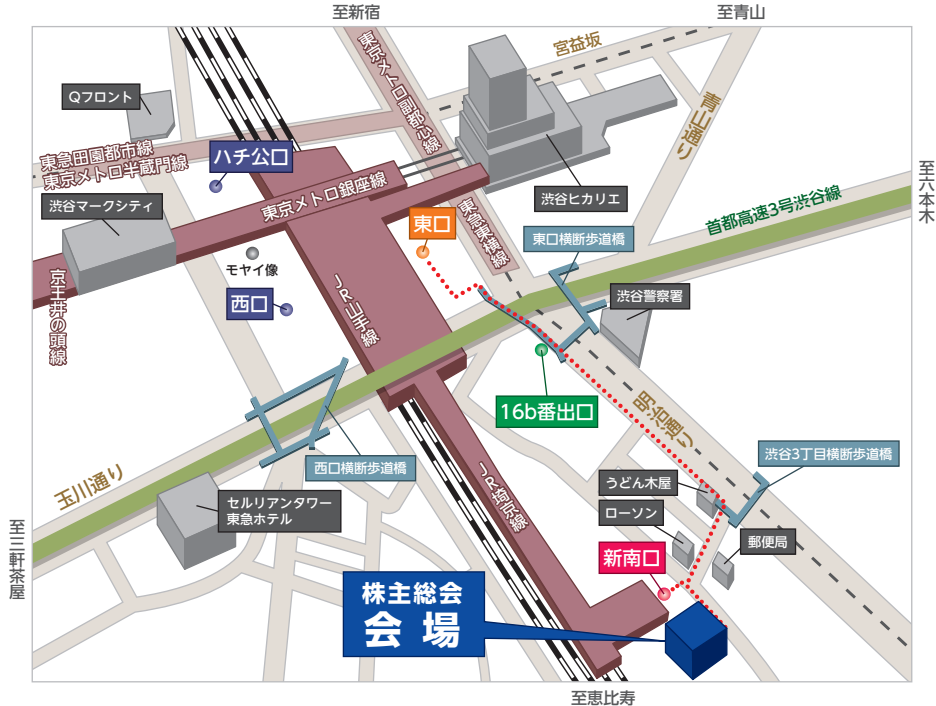 至新宿
至青山
宮益坂
東京メトロ副都心線
青山通り
Qフロント
東急田園都市線
東京メトロ半蔵門線
ハチ公口
至六本木
東京メトロ銀座線
渋谷ヒカリエ
渋谷マークシティ
首都高速3号渋谷線
東口
東急東横線
東口横断歩道橋
モヤイ像
京王井の頭線
西口
JR山手線
渋谷警察署
16b番出口
明治通り
玉川通り
西口横断歩道橋
渋谷3丁目横断歩道橋
うどん木屋
JR埼京線
セルリアンタワー
東急ホテル
ローソン
郵便局
至三軒茶屋
新南口
株主総会
会場
至恵比寿